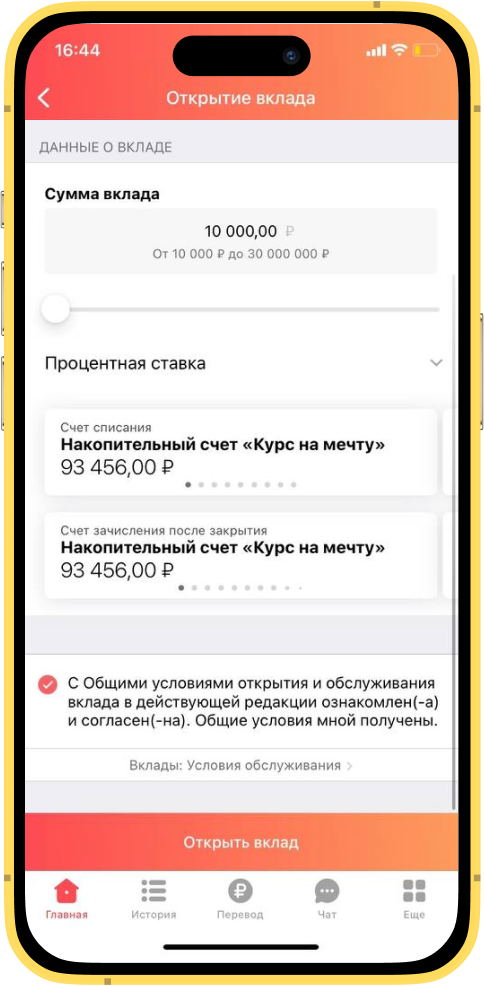 16:44
Открытие вклада
ДАННЫЕ О ВКЛАДЕ
Сумма вклада
10 000,00 ₽
От 10 000 ₽ до 30 000 000 ₽
Процентная ставка
Счет списания
Накопительный счет «Курс на мечту»
93 456,00 ₽
Счет зачисления после закрытия
Накопительный счет «Курс на мечту»
93 456,00 ₽
С Общими условиями открытия и обслуживания
вклада в действующей редакции ознакомлен(-а)
и согласен(-на). Общие условия мной получены.
Вклады: Условия обслуживания
Открыть вклад
Главная История Перевод Чат Еще